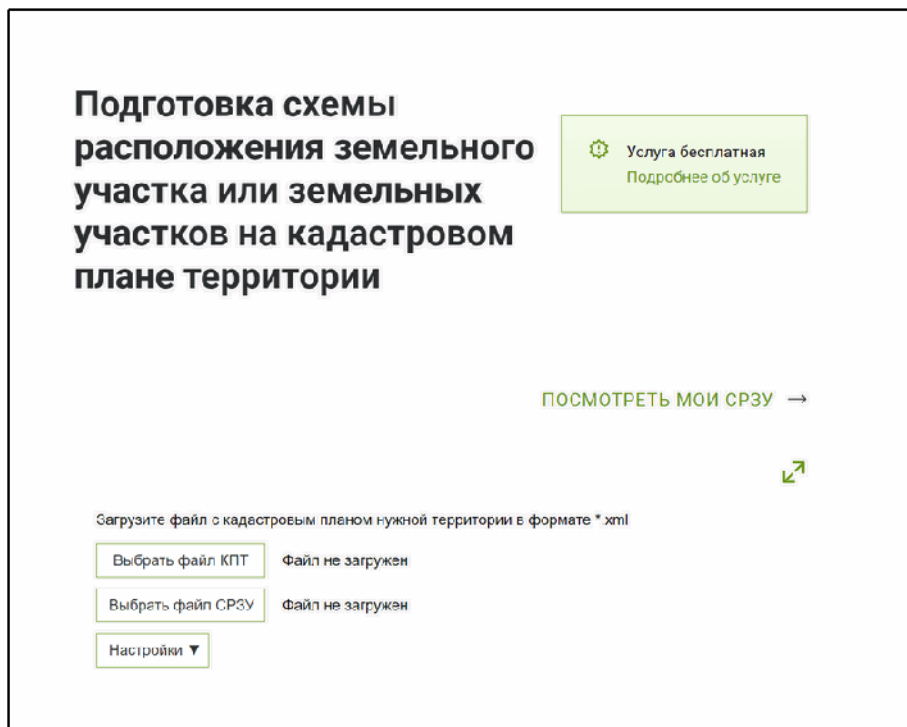 Подготовка схемы
расположения земельного
участка или земельных
участков на кадастровом
плане территории
Услуга бесплатная
Подробнее об услуге
ПОСМОТРЕТЬ МОИ СРЗУ →
Загрузите файл с кадастровым планом нужной территории в формате *.xml
Выбрать файл КПТ Файл не загружен
Выбрать файл СРЗУ Файл не загружен
Настройки ▼